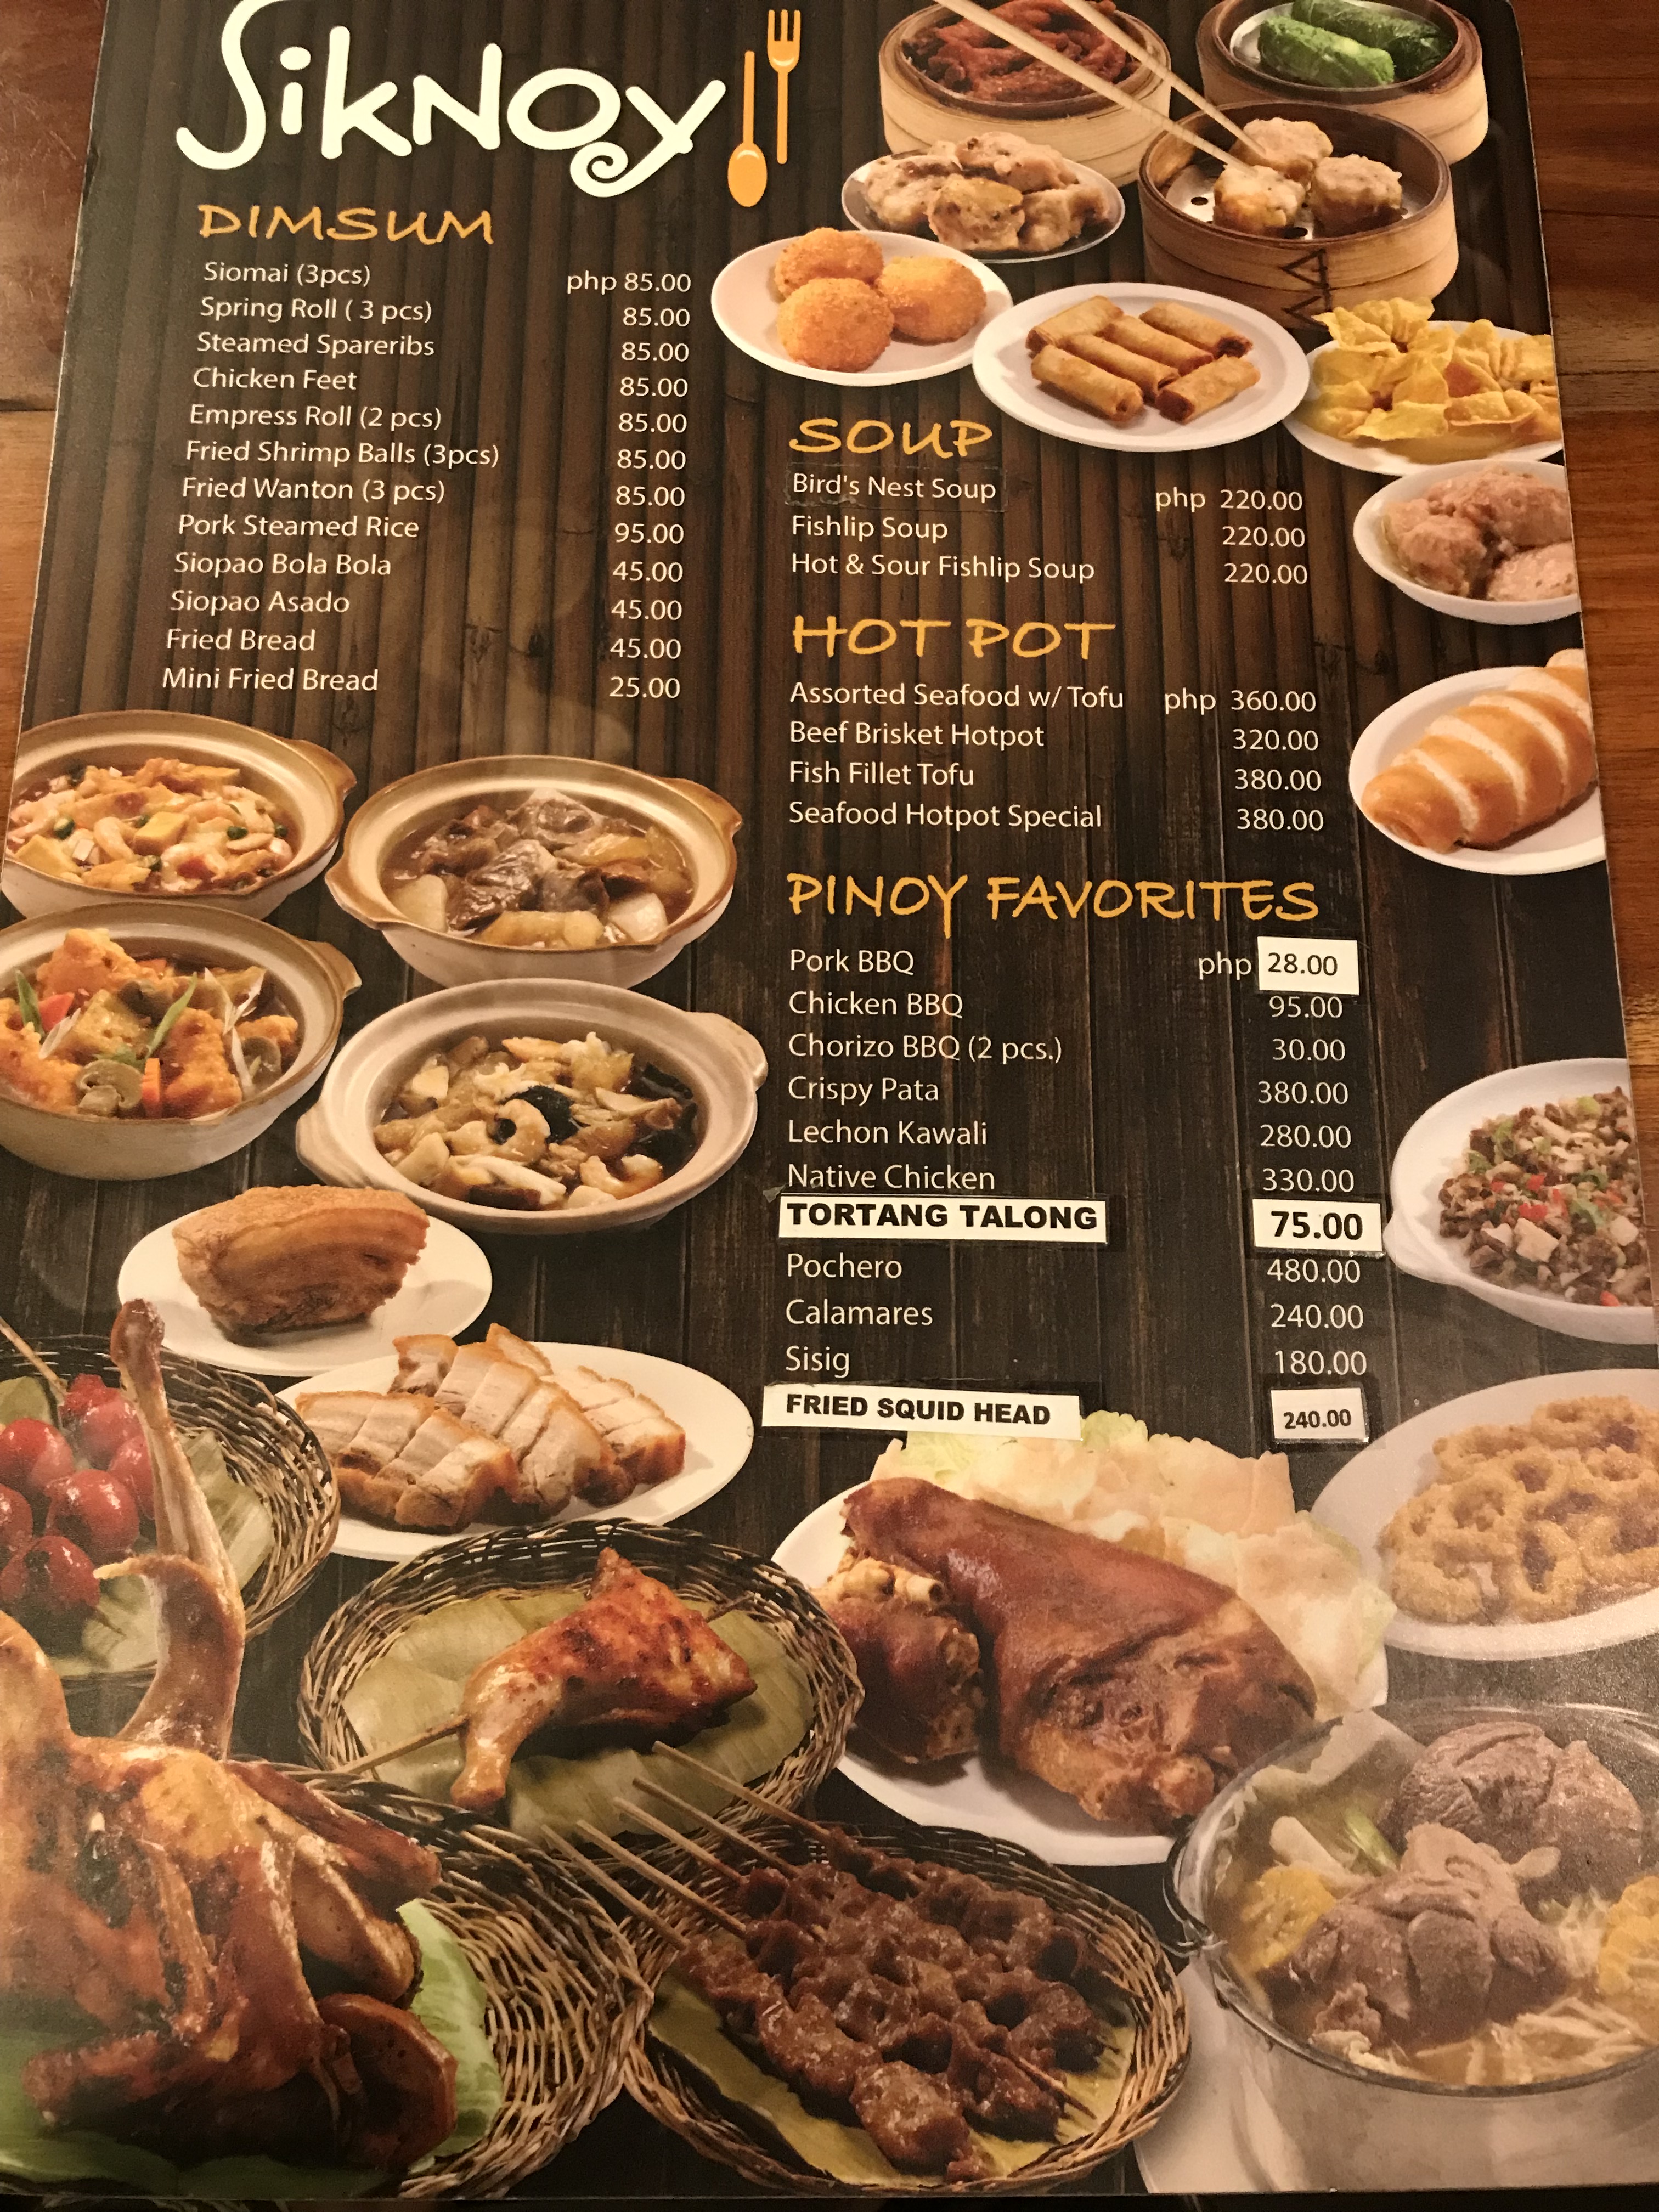 SikNoy
DIMSUM
Siomai (3pcs) php 85.00
Spring Roll ( 3 pcs) 85.00
Steamed Spareribs 85.00
Chicken Feet 85.00
Empress Roll (2 pcs) 85.00
Fried Shrimp Balls (3pcs) 85.00
Fried Wanton (3 pcs) 85.00
Pork Steamed Rice 95.00
Siopao Bola Bola 45.00
Siopao Asado 45.00
Fried Bread 45.00
Mini Fried Bread 25.00
SOUP
Bird's Nest Soup php 220.00
Fishlip Soup 220.00
Hot & Sour Fishlip Soup 220.00
HOT POT
Assorted Seafood w/ Tofu php 360.00
Beef Brisket Hotpot 320.00
Fish Fillet Tofu 380.00
Seafood Hotpot Special 380.00
PINOY FAVORITES
Pork BBQ php 28.00
Chicken BBQ 95.00
Chorizo BBQ (2 pcs.) 30.00
Crispy Pata 380.00
Lechon Kawali 280.00
Native Chicken 330.00
TORTANG TALONG 75.00
Pochero 480.00
Calamares 240.00
Sisig 180.00
FRIED SQUID HEAD 240.00